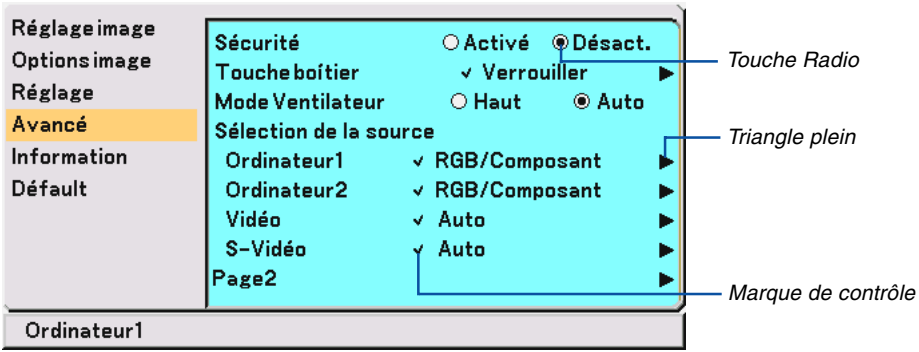 Réglage image
Options image
Réglage
Avancé
Information
Défault
Sécurité Activé Désact.
Touche boîtier Verrouiller
Mode Ventilateur Haut Auto
Sélection de la source
Ordinateur1 RGB/Composant
Ordinateur2 RGB/Composant
Vidéo Auto
S-Vidéo Auto
Page2
Ordinateur1
Touche Radio
Triangle plein
Marque de contrôle